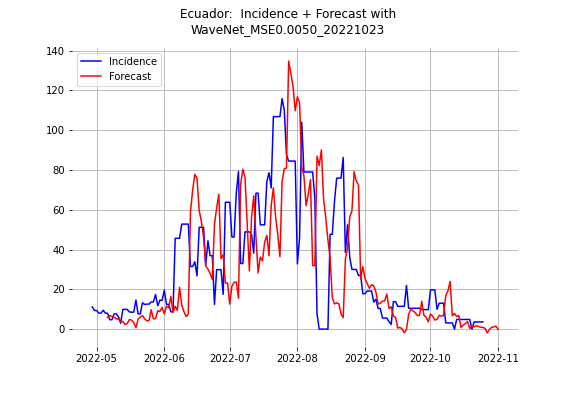 Ecuador:  Incidence + Forecast with
WaveNet_MSE0.0050_20221023
Incidence
Forecast
140
120
100
80
60
40
20
0
2022-05 2022-06 2022-07 2022-08 2022-09 2022-10 2022-11